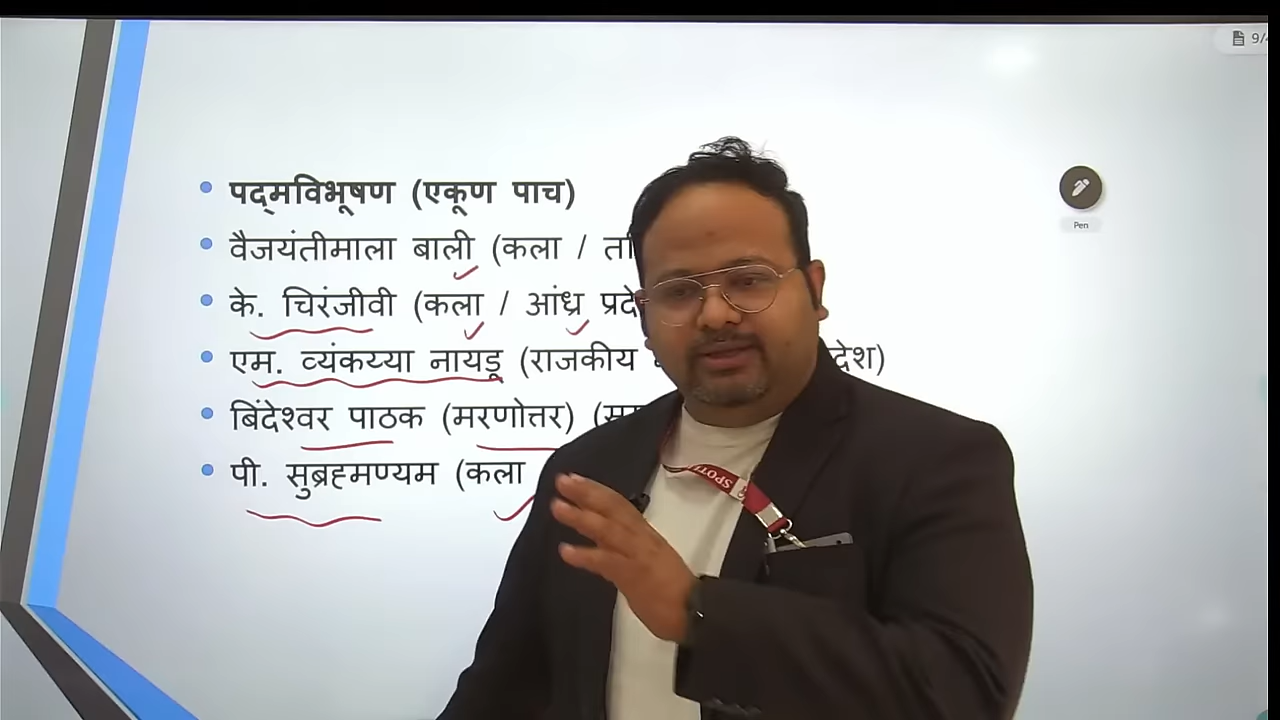 9/
पद्मविभूषण (एकूण पाच)
वैजयंतीमाला बाली (कला /
के. चिरंजीवी (कला / आंध्र
एम. व्यंकय्या नायडू (राजकीय
बिंदेश्वर पाठक (मरणोत्तर)
पी. सुब्रह्मण्यम (कला
Pen